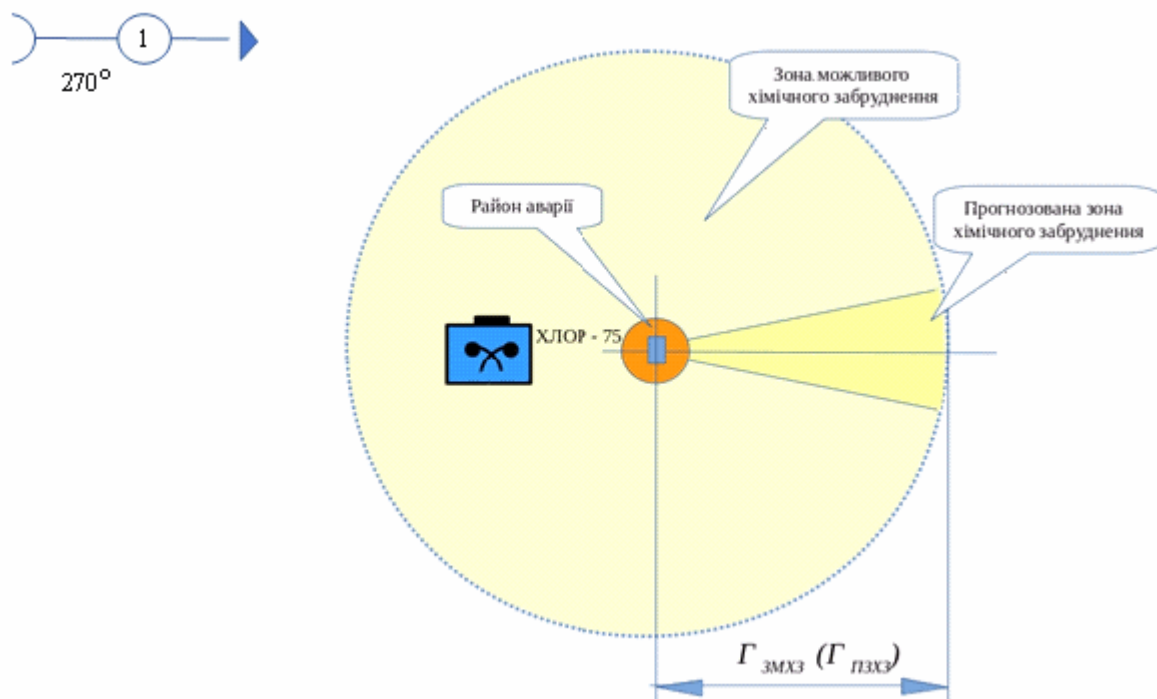 1
270°
Зона можливого
хімічного забруднення
Район аварії
Прогнозована зона
хімічного забруднення
ХЛОР - 75
Г ЗМХЗ (Г ПЗХЗ)